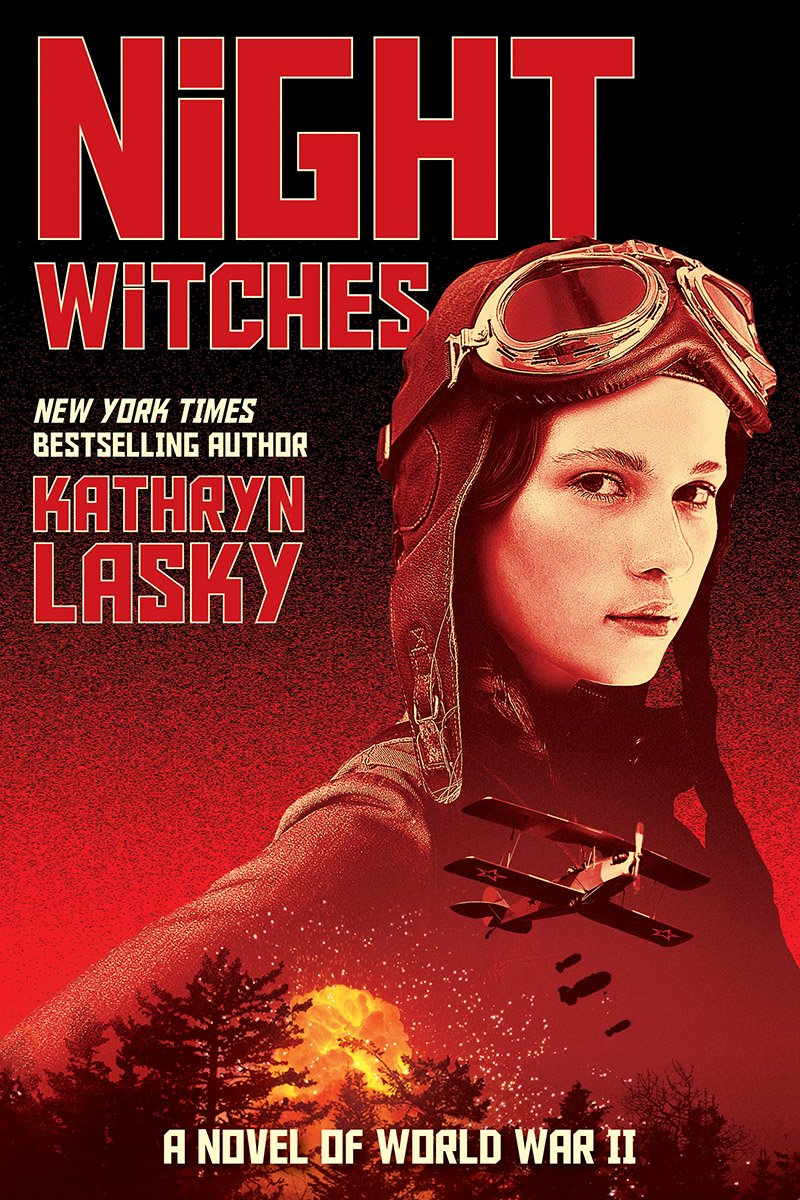 NiGHT
WiTCHES
NEW YORK TIMES
BESTSELLING AUTHOR
KATHRYN
LASKY
A NOVEL OF WORLD WAR II